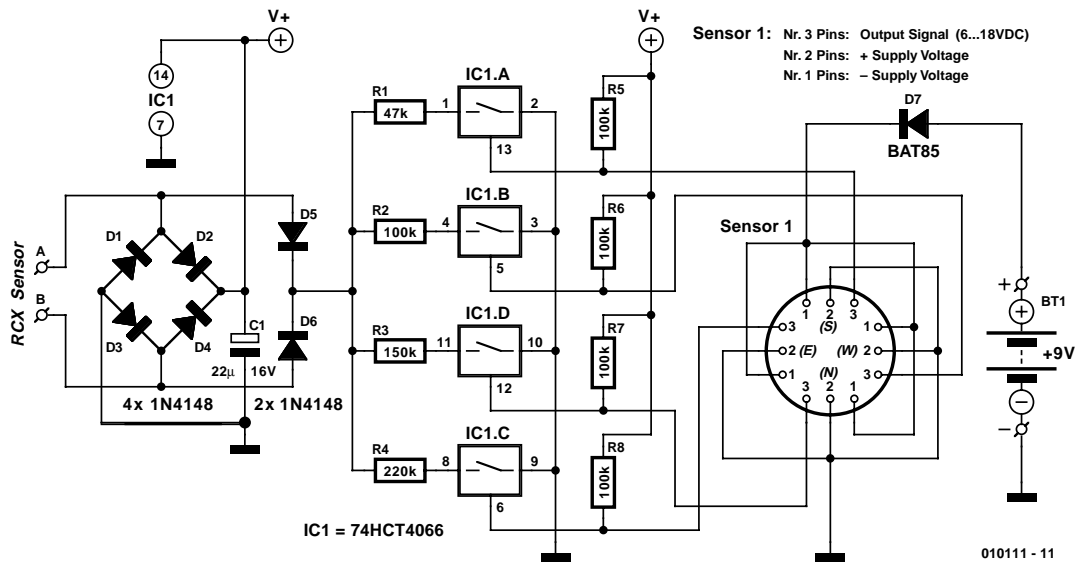 V+
14
IC1
7
RCX Sensor
A
B
D1
D2
D3
D4
D5
D6
C1
22µ 16V
4x 1N4148
2x 1N4148
R1
47k
1
IC1.A
2
13
R2
100k
4
IC1.B
3
5
R3
150k
11
IC1.D
10
12
R4
220k
8
IC1.C
9
6
IC1 = 74HCT4066
V+
R5
100k
R6
100k
R7
100k
R8
100k
Sensor 1: Nr. 3 Pins: Output Signal (6...18VDC)
Nr. 2 Pins: + Supply Voltage
Nr. 1 Pins: – Supply Voltage
D7
BAT85
Sensor 1
1 2 3
(S)
3 1
2 (E) (W) 2
1 3
(N)
3 2 1
+
+
BT1
+9V
–
–
010111 - 11